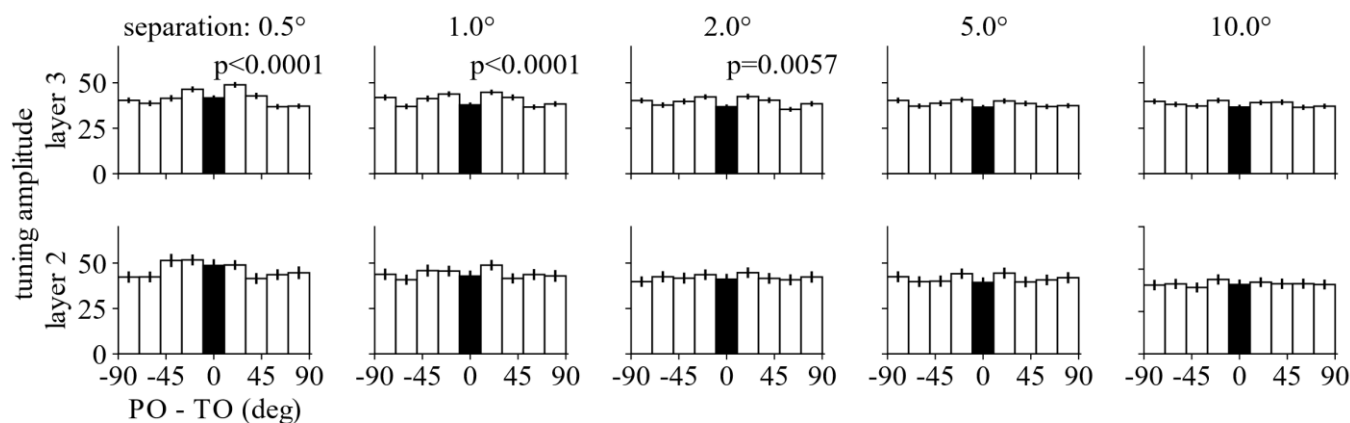 separation: 0.5° 1.0° 2.0° 5.0° 10.0°
p<0.0001 p<0.0001 p=0.0057
tuning amplitude
layer 3
50
25
0
layer 2
50
25
0
-90 -45 0 45 90 -90 -45 0 45 90 -90 -45 0 45 90 -90 -45 0 45 90 -90 -45 0 45 90
PO - TO (deg)